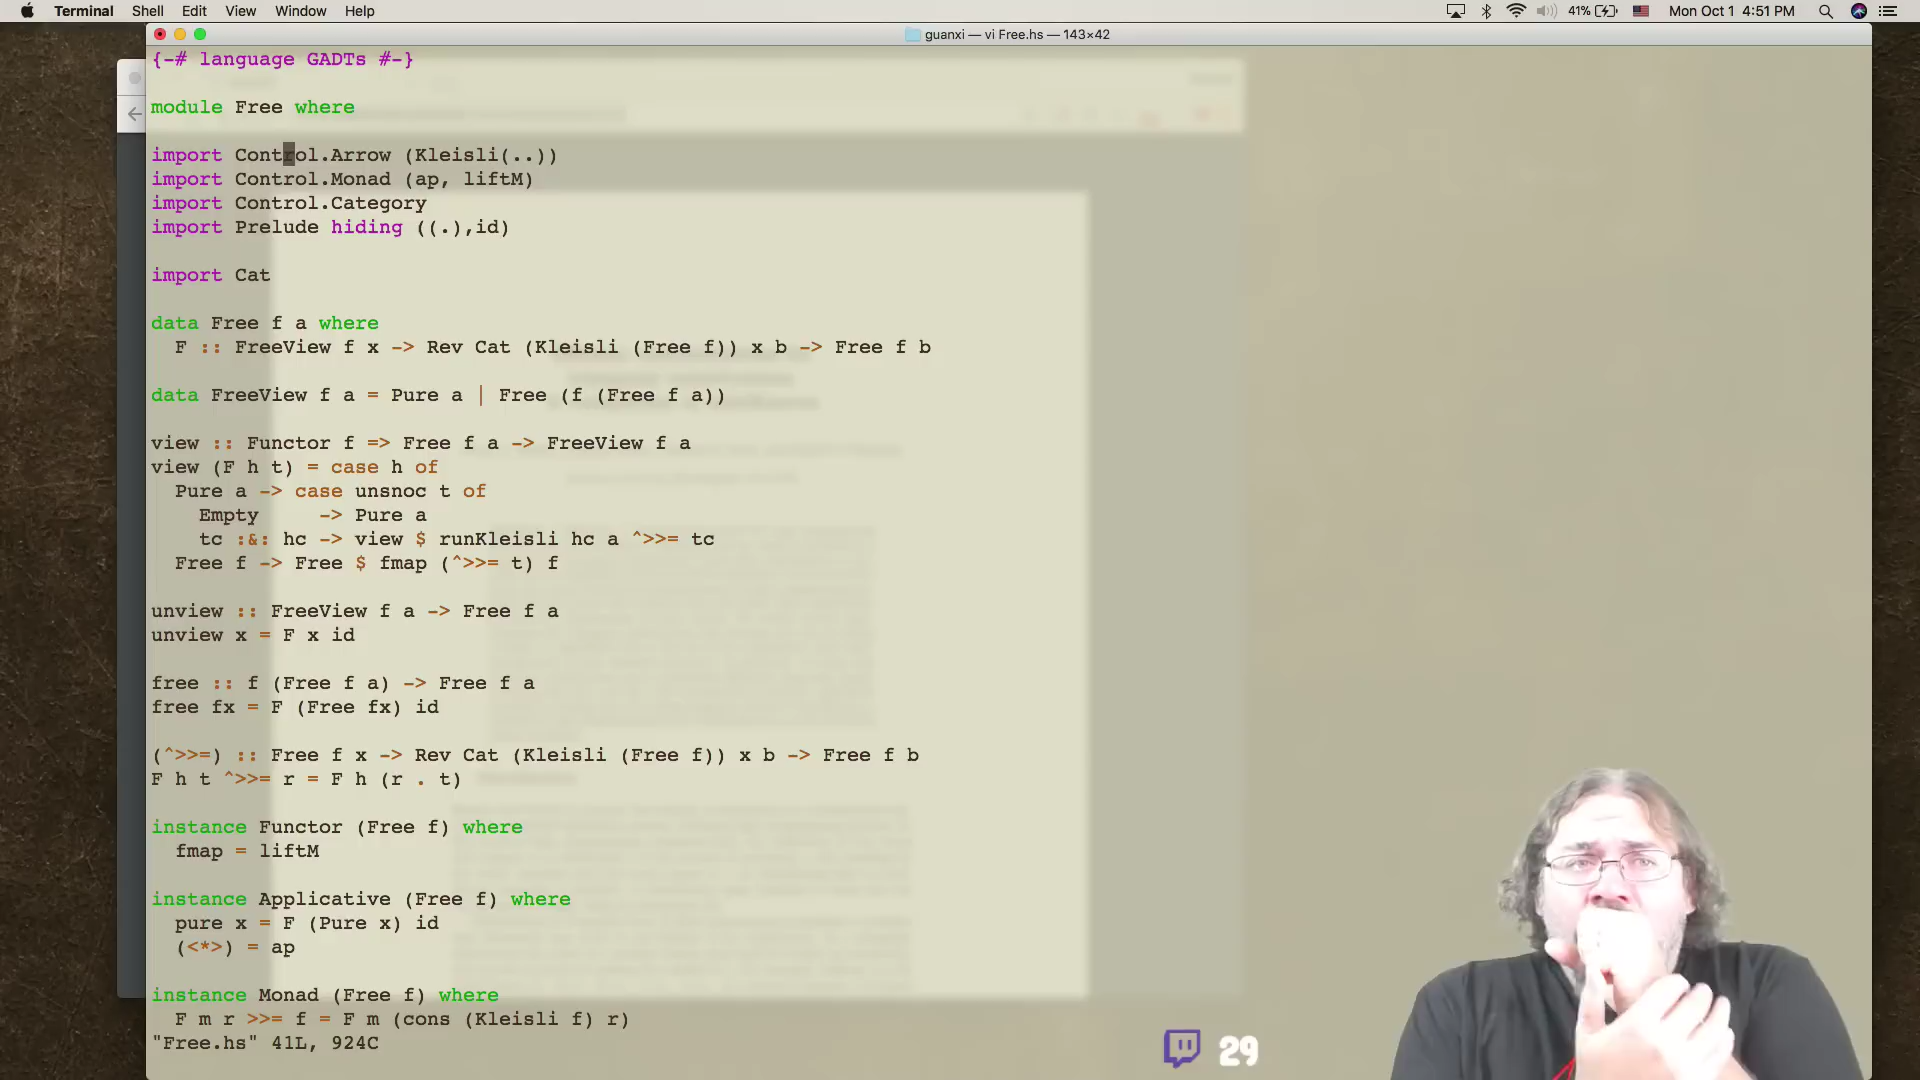 Terminal Shell Edit View Window Help 41% Mon Oct 1 4:51 PM
guanxi — vi Free.hs — 143×42
{-# language GADTs #-}
module Free where
import Control.Arrow (Kleisli(..))
import Control.Monad (ap, liftM)
import Control.Category
import Prelude hiding ((.),id)
import Cat
data Free f a where
F :: FreeView f x -> Rev Cat (Kleisli (Free f)) x b -> Free f b
data FreeView f a = Pure a | Free (f (Free f a))
view :: Functor f => Free f a -> FreeView f a
view (F h t) = case h of
Pure a -> case unsnoc t of
Empty -> Pure a
tc :&: hc -> view $ runKleisli hc a ^>>= tc
Free f -> Free $ fmap (^>>= t) f
unview :: FreeView f a -> Free f a
unview x = F x id
free :: f (Free f a) -> Free f a
free fx = F (Free fx) id
(^>>=) :: Free f x -> Rev Cat (Kleisli (Free f)) x b -> Free f b
F h t ^>>= r = F h (r . t)
instance Functor (Free f) where
fmap = liftM
instance Applicative (Free f) where
pure x = F (Pure x) id
(<*>) = ap
instance Monad (Free f) where
F m r >>= f = F m (cons (Kleisli f) r)
"Free.hs" 41L, 924C
29